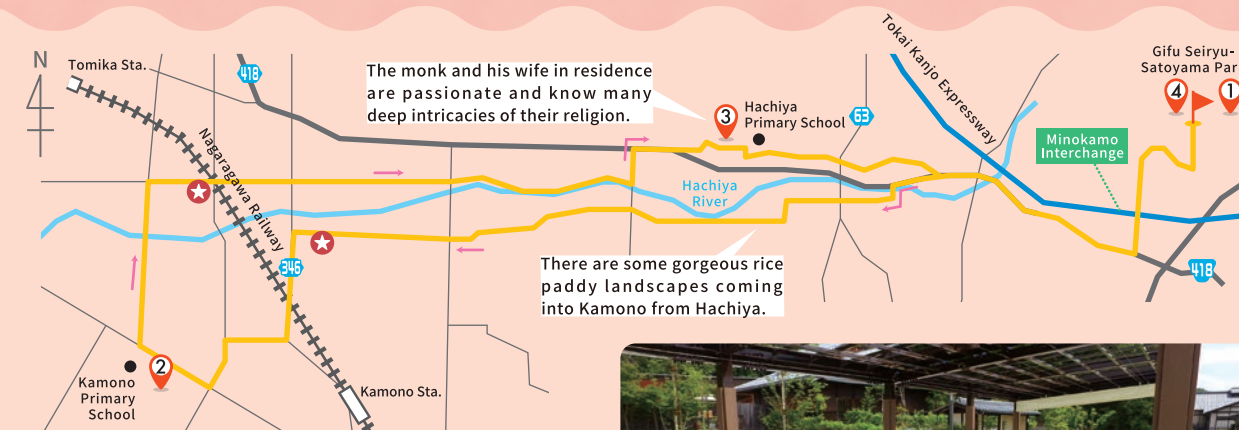 N
Tomika Sta.
418
Nagaragawa Railway
The monk and his wife in residence
are passionate and know many
deep intricacies of their religion.
3
Hachiya
Primary School
63
Tokai Kanjo Expressway
Minokamo
Interchange
Gifu Seiryu-
Satoyama Par
4
1
Hachiya
River
346
There are some gorgeous rice
paddy landscapes coming
into Kamono from Hachiya.
418
2
Kamono
Primary
School
Kamono Sta.